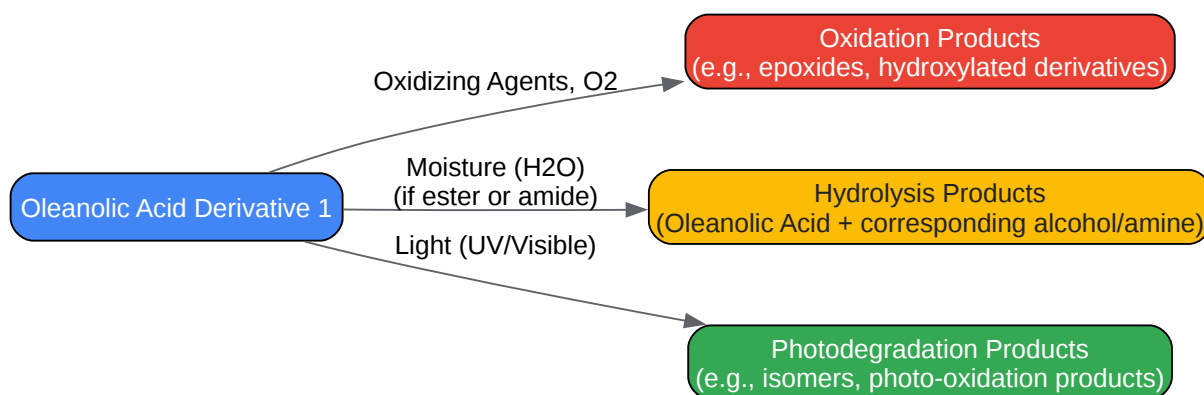 Oxidation Products
(e.g., epoxides, hydroxylated derivatives)
Oxidizing Agents, O2
Moisture (H2O)
(if ester or amide)
Hydrolysis Products
(Oleanolic Acid + corresponding alcohol/amine)
Oleanolic Acid Derivative 1
Light (UV/Visible)
Photodegradation Products
(e.g., isomers, photo-oxidation products)